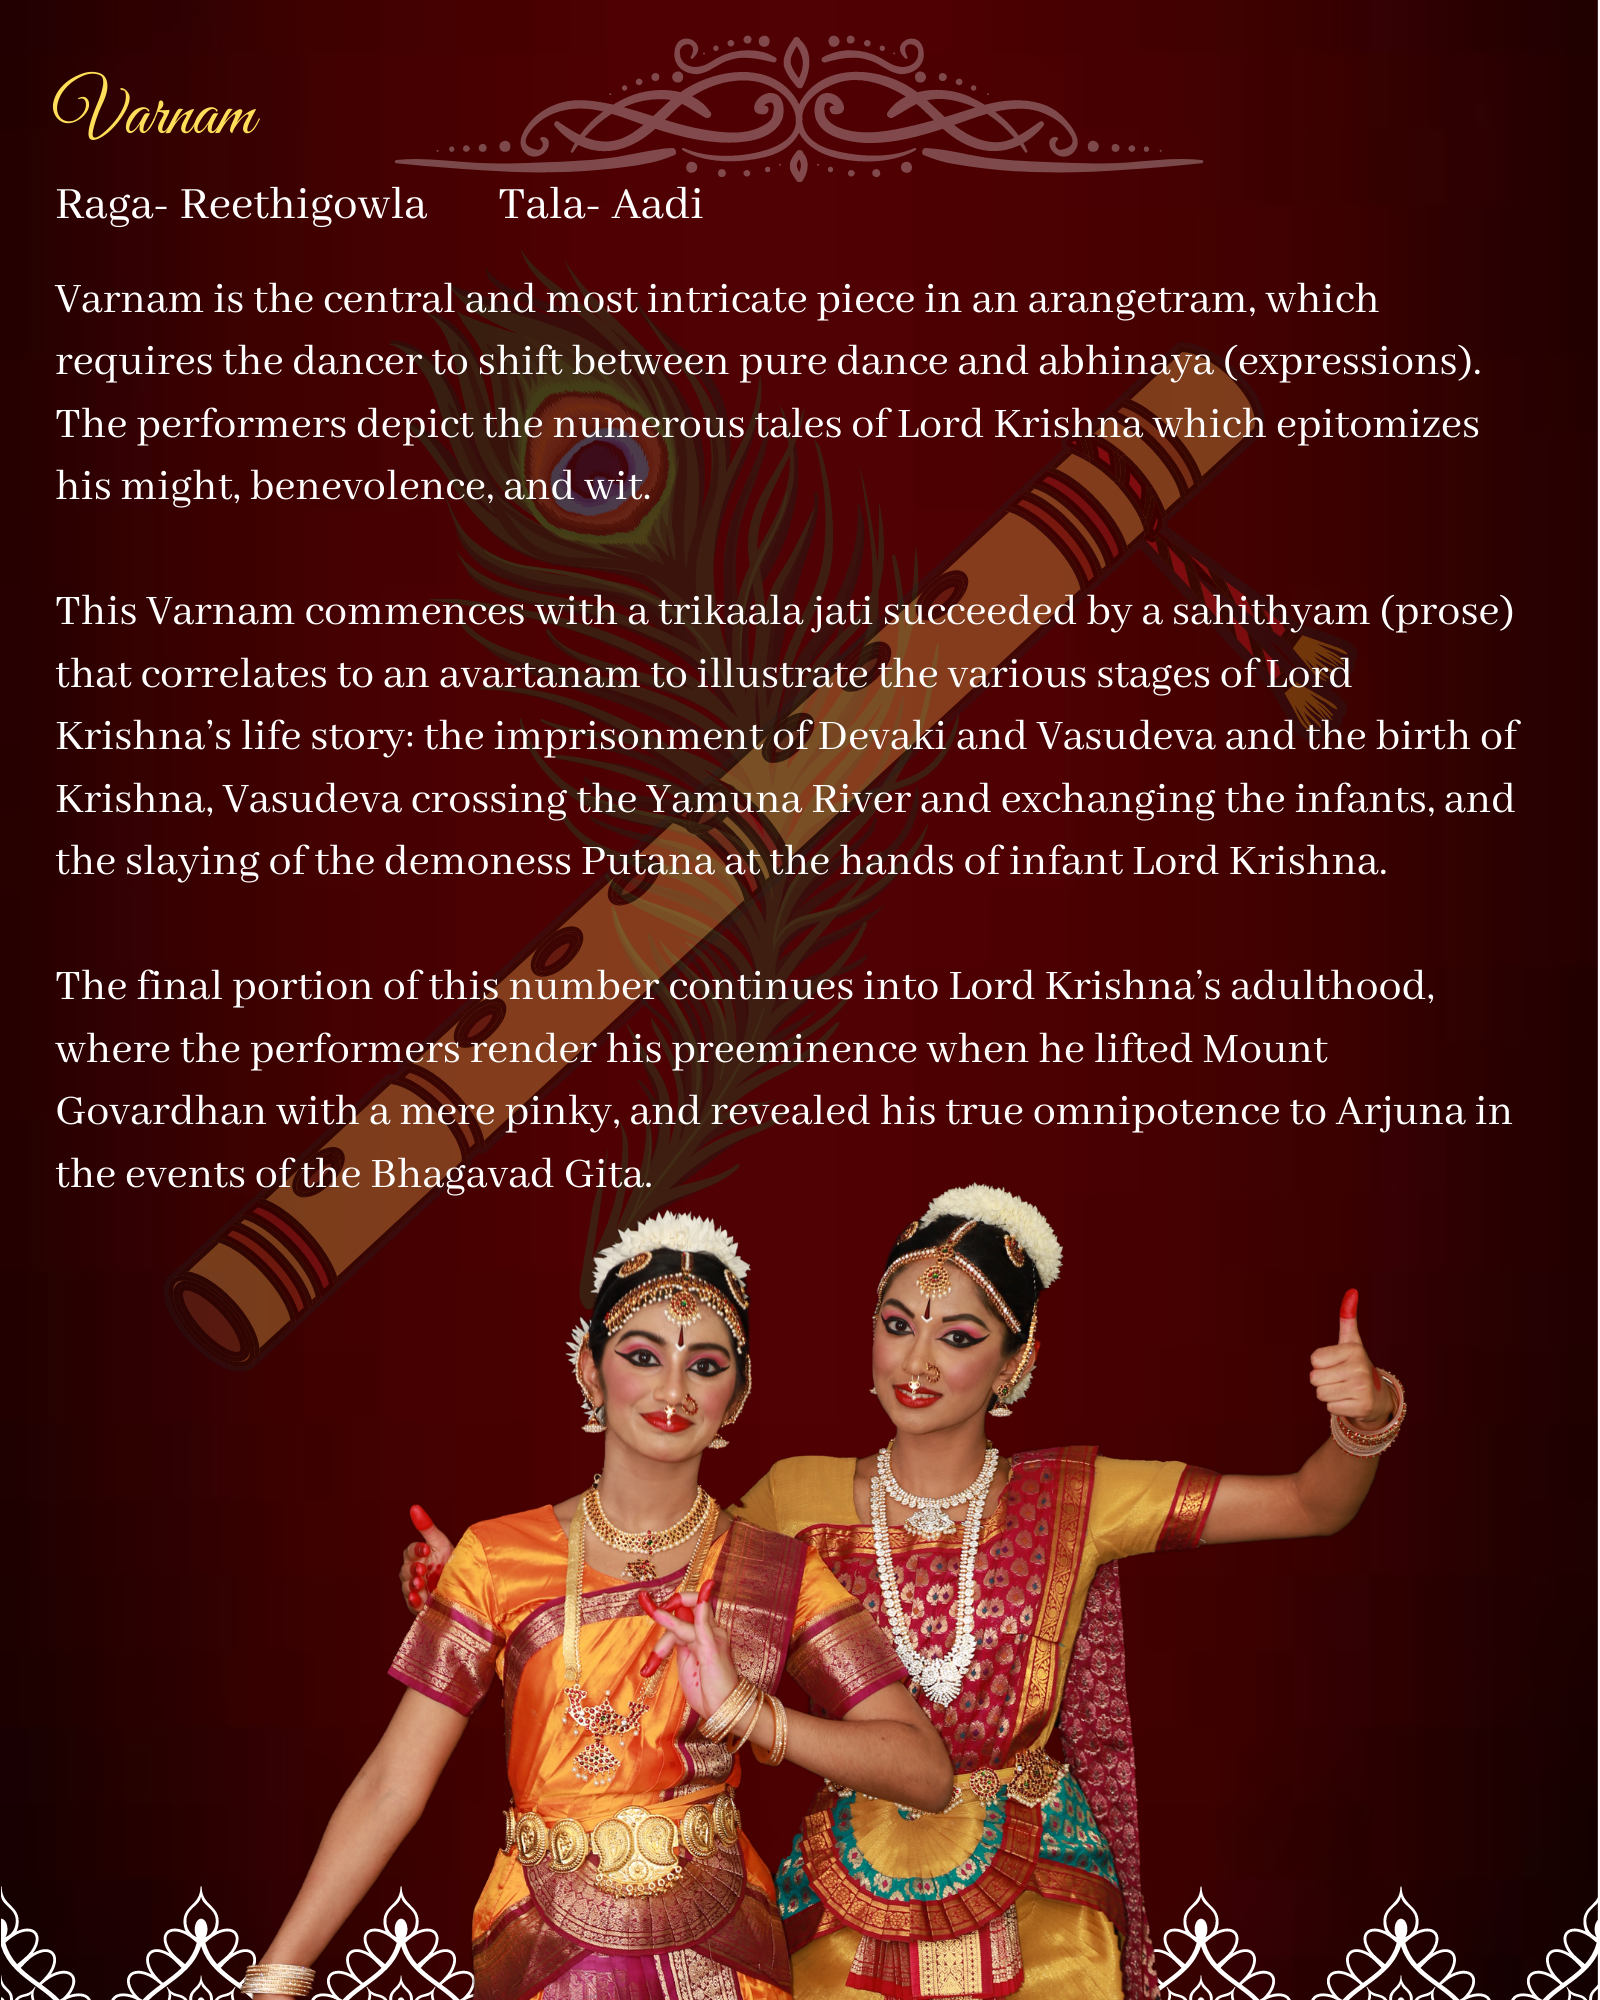 Varnam
Raga- Reethigowla Tala- Aadi
Varnam is the central and most intricate piece in an arangetram, which
requires the dancer to shift between pure dance and abhinaya (expressions).
The performers depict the numerous tales of Lord Krishna which epitomizes
his might, benevolence, and wit.
This Varnam commences with a trikaala jati succeeded by a sahithyam (prose)
that correlates to an avartanam to illustrate the various stages of Lord
Krishna’s life story: the imprisonment of Devaki and Vasudeva and the birth of
Krishna, Vasudeva crossing the Yamuna River and exchanging the infants, and
the slaying of the demoness Putana at the hands of infant Lord Krishna.
The final portion of this number continues into Lord Krishna’s adulthood,
where the performers render his preeminence when he lifted Mount
Govardhan with a mere pinky, and revealed his true omnipotence to Arjuna in
the events of the Bhagavad Gita.